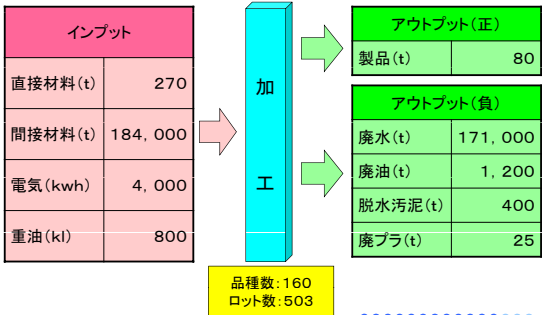 インプット
直接材料(t) 270
間接材料(t) 184,000
電気(kwh) 4,000
重油(kl) 800
加
工
品種数:160
ロット数:503
アウトプット(正)
製品(t) 80
アウトプット(負)
廃水(t) 171,000
廃油(t) 1,200
脱水汚泥(t) 400
廃プラ(t) 25